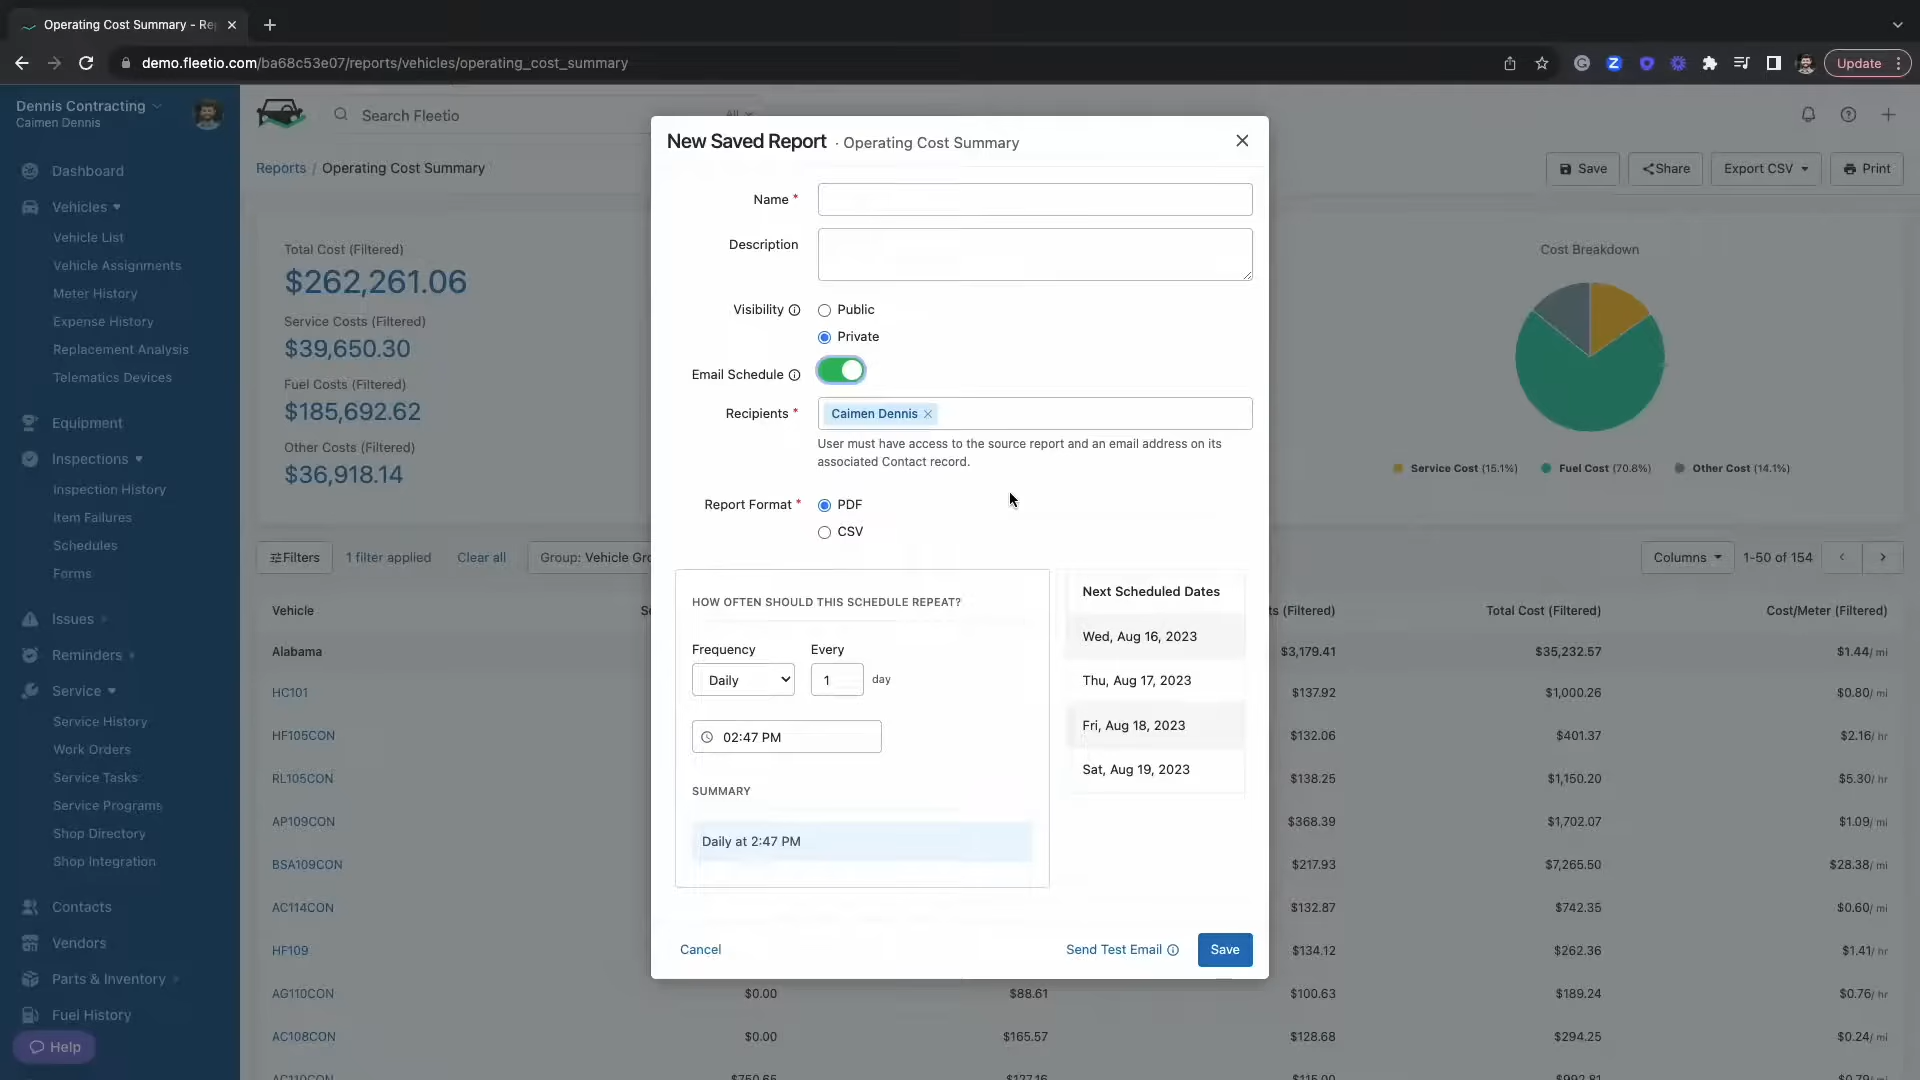 Operating Cost Summary - Re
demo.fleetio.com/ba68c53e07/reports/vehicles/operating_cost_summary
Update
Dennis Contracting
Caimen Dennis
Search Fleetio
All
Dashboard
Vehicles
Vehicle List
Vehicle Assignments
Meter History
Expense History
Replacement Analysis
Telematics Devices
Equipment
Inspections
Inspection History
Item Failures
Schedules
Forms
Issues
Reminders
Service
Service History
Work Orders
Service Tasks
Service Programs
Shop Directory
Shop Integration
Contacts
Vendors
Parts & Inventory
Fuel History
Help
Reports / Operating Cost Summary
Save
Share
Export CSV
Print
Total Cost (Filtered)
$262,261.06
Service Costs (Filtered)
$39,650.30
Fuel Costs (Filtered)
$185,692.62
Other Costs (Filtered)
$36,918.14
Cost Breakdown
Service Cost (15.1%) Fuel Cost (70.8%) Other Cost (14.1%)
Filters 1 filter applied Clear all Group: Vehicle Gro
Columns 1-50 of 154
Vehicle S ts (Filtered) Total Cost (Filtered) Cost/Meter (Filtered)
Alabama $3,179.41 $35,232.57 $1.44/ mi
HC101 $137.92 $1,000.26 $0.80/ mi
HF105CON $132.06 $401.37 $2.16/ hr
RL105CON $138.25 $1,150.20 $5.30/ hr
AP109CON $368.39 $1,702.07 $1.09/ mi
BSA109CON $217.93 $7,265.50 $28.38/ mi
AC114CON $132.87 $742.35 $0.60/ mi
HF109 $134.12 $262.36 $1.41/ hr
AG110CON $0.00 $88.61 $100.63 $189.24 $0.76/ hr
AC108CON $0.00 $165.57 $128.68 $294.25 $0.24/ mi
AC110CON $750.65 $127.16 $115.00 $992.81 $0.79/ mi
New Saved Report · Operating Cost Summary
Name *
Description
Visibility
Public
Private
Email Schedule
Recipients *
Caimen Dennis
User must have access to the source report and an email address on its
associated Contact record.
Report Format *
PDF
CSV
HOW OFTEN SHOULD THIS SCHEDULE REPEAT?
Frequency Every
Daily 1 day
02:47 PM
SUMMARY
Daily at 2:47 PM
Next Scheduled Dates
Wed, Aug 16, 2023
Thu, Aug 17, 2023
Fri, Aug 18, 2023
Sat, Aug 19, 2023
Cancel
Send Test Email
Save